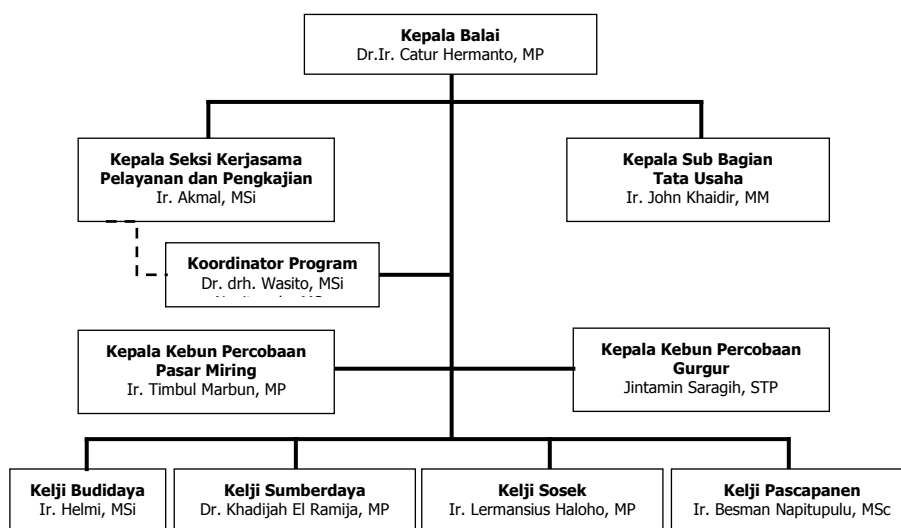 Kepala Balai
Dr.Ir. Catur Hermanto, MP
Kepala Seksi Kerjasama
Pelayanan dan Pengkajian
Ir. Akmal, MSi
Kepala Sub Bagian
Tata Usaha
Ir. John Khaidir, MM
Koordinator Program
Dr. drh. Wasito, MSi
Kepala Kebun Percobaan
Pasar Miring
Ir. Timbul Marbun, MP
Kepala Kebun Percobaan
Gurgur
Jintamin Saragih, STP
Kelji Budidaya
Ir. Helmi, MSi
Kelji Sumberdaya
Dr. Khadijah El Ramija, MP
Kelji Sosek
Ir. Lermansius Haloho, MP
Kelji Pascapanen
Ir. Besman Napitupulu, MSc